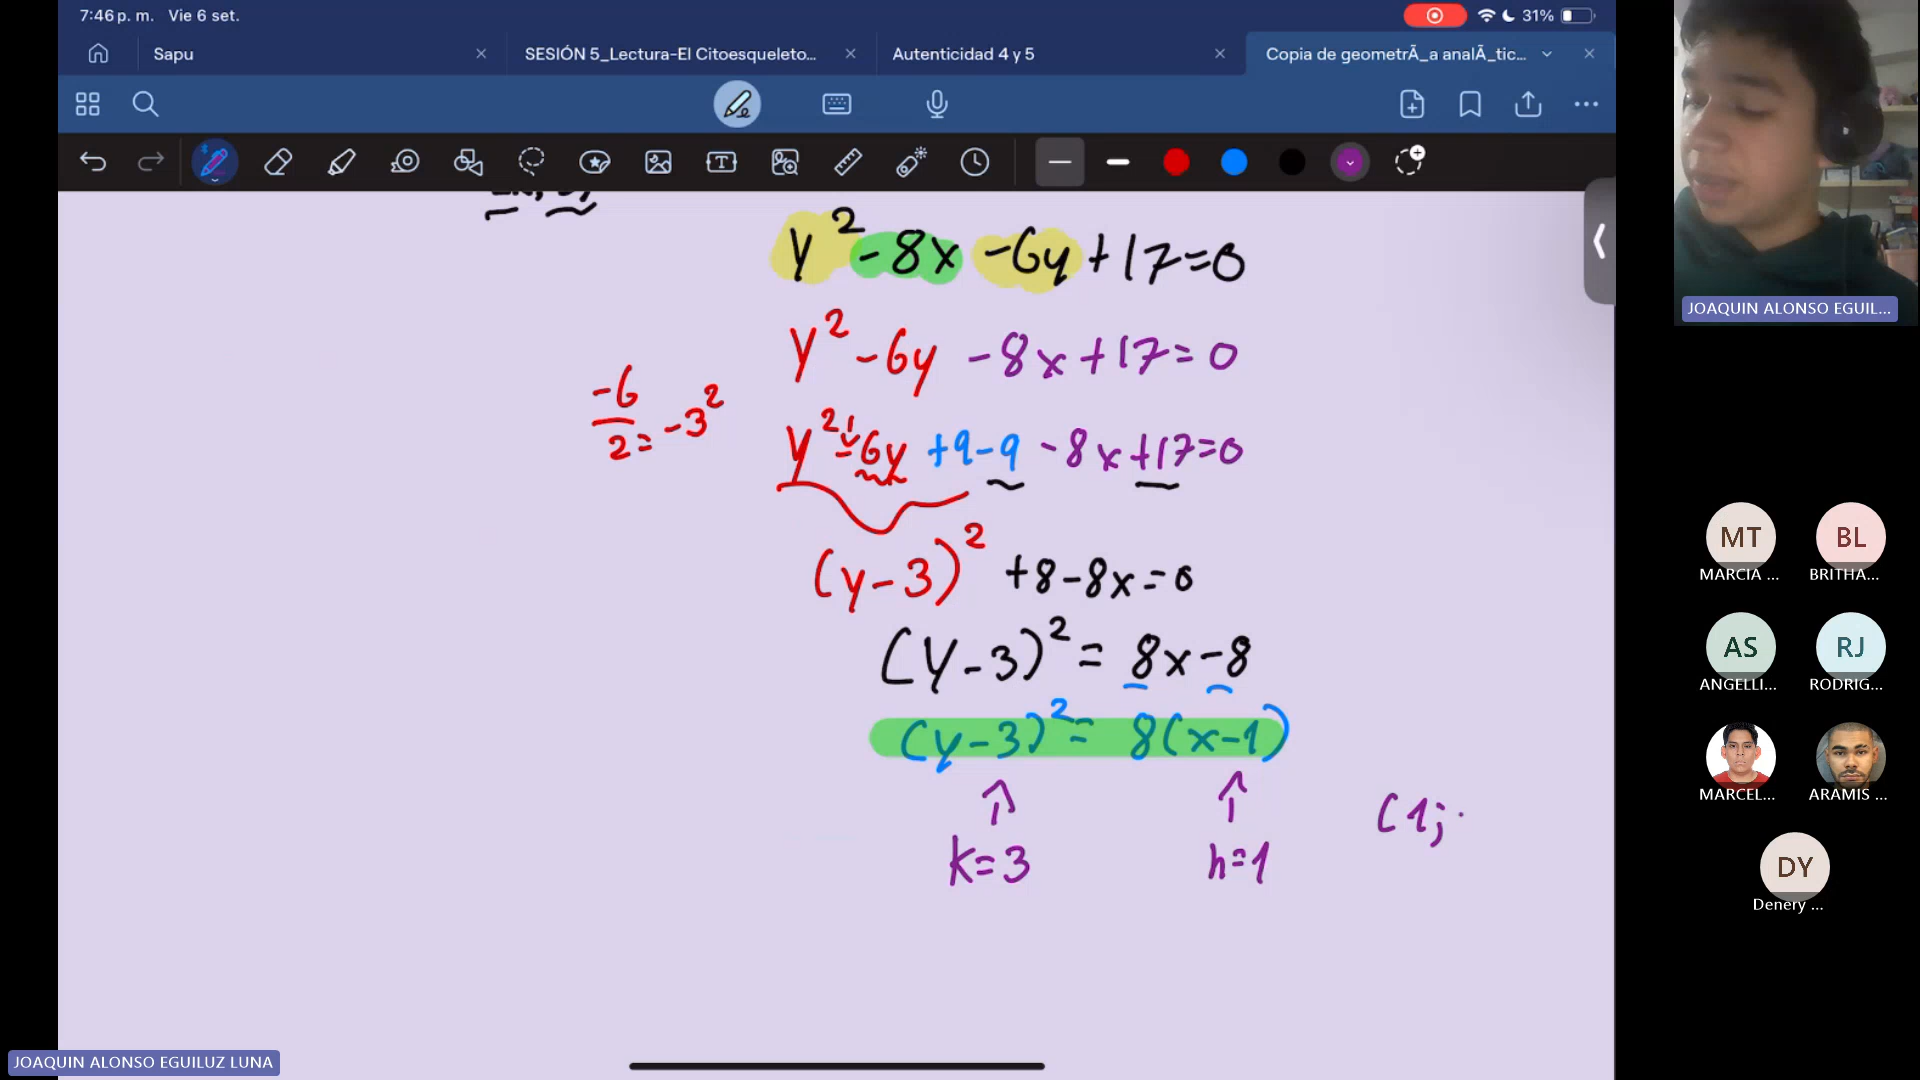 7:46 p. m. Vie 6 set.
31%
Sapu
SESIÓN 5_Lectura-El Citoesqueleto...
Autenticidad 4 y 5
Copia de geometrÃ_a analÃ_tic...
y² -8x -6y +17=0
y² -6y -8x+17=0
-6/2 = -3²
y² -6y +9-9 -8x+17=0
(y-3)² +8-8x=0
(y-3)² = 8x-8
(y-3)² = 8(x-1)
k=3
h=1
(1;
JOAQUIN ALONSO EGUIL...
MT
MARCIA ...
BL
BRITHA...
AS
ANGELLI...
RJ
RODRIG...
MARCEL...
ARAMIS ...
DY
Denery ...
JOAQUIN ALONSO EGUILUZ LUNA